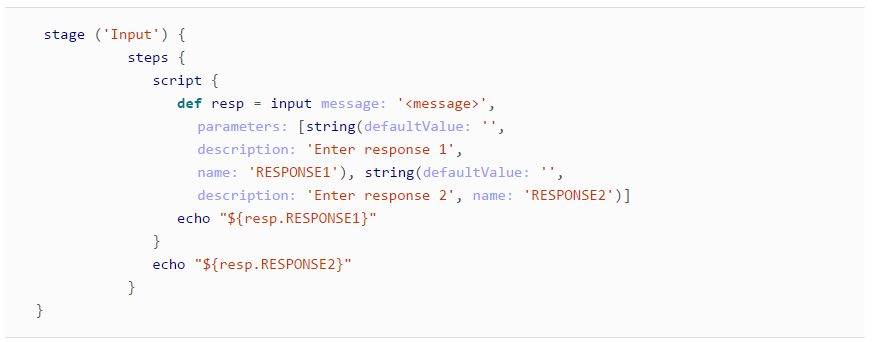 stage ('Input') {
steps {
script {
def resp = input message: '<message>',
parameters: [string(defaultValue: '',
description: 'Enter response 1',
name: 'RESPONSE1'), string(defaultValue: '',
description: 'Enter response 2', name: 'RESPONSE2')]
echo "${resp.RESPONSE1}"
}
echo "${resp.RESPONSE2}"
}
}